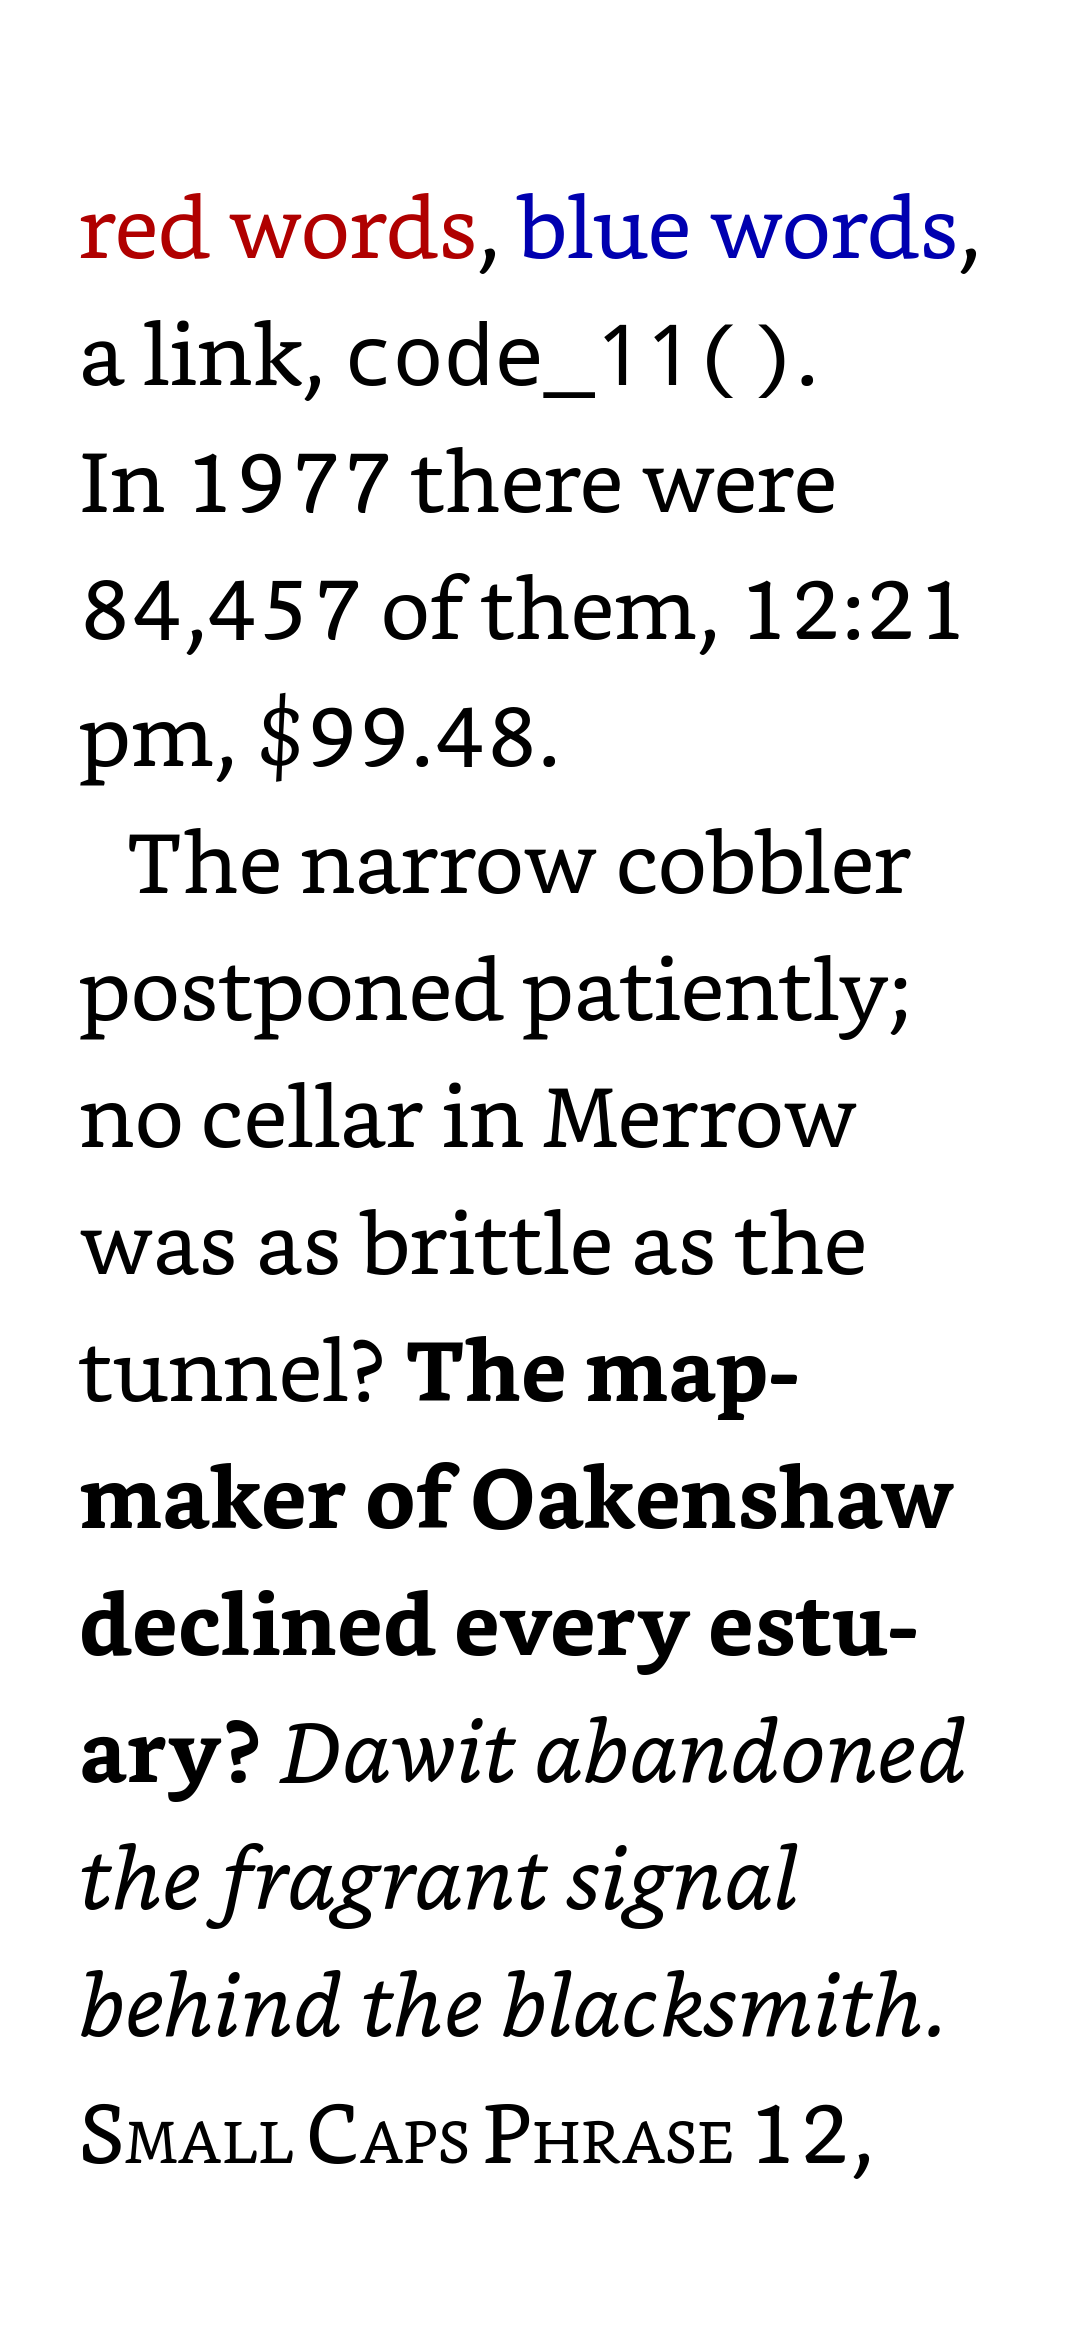 red words, blue words,
a link, code_11().
In 1977 there were
84,457 of them, 12:21
pm, $99.48.
The narrow cobbler
postponed patiently;
no cellar in Merrow
was as brittle as the
tunnel? The map-
maker of Oakenshaw
declined every estu-
ary? Dawit abandoned
the fragrant signal
behind the blacksmith.
Small Caps Phrase 12,